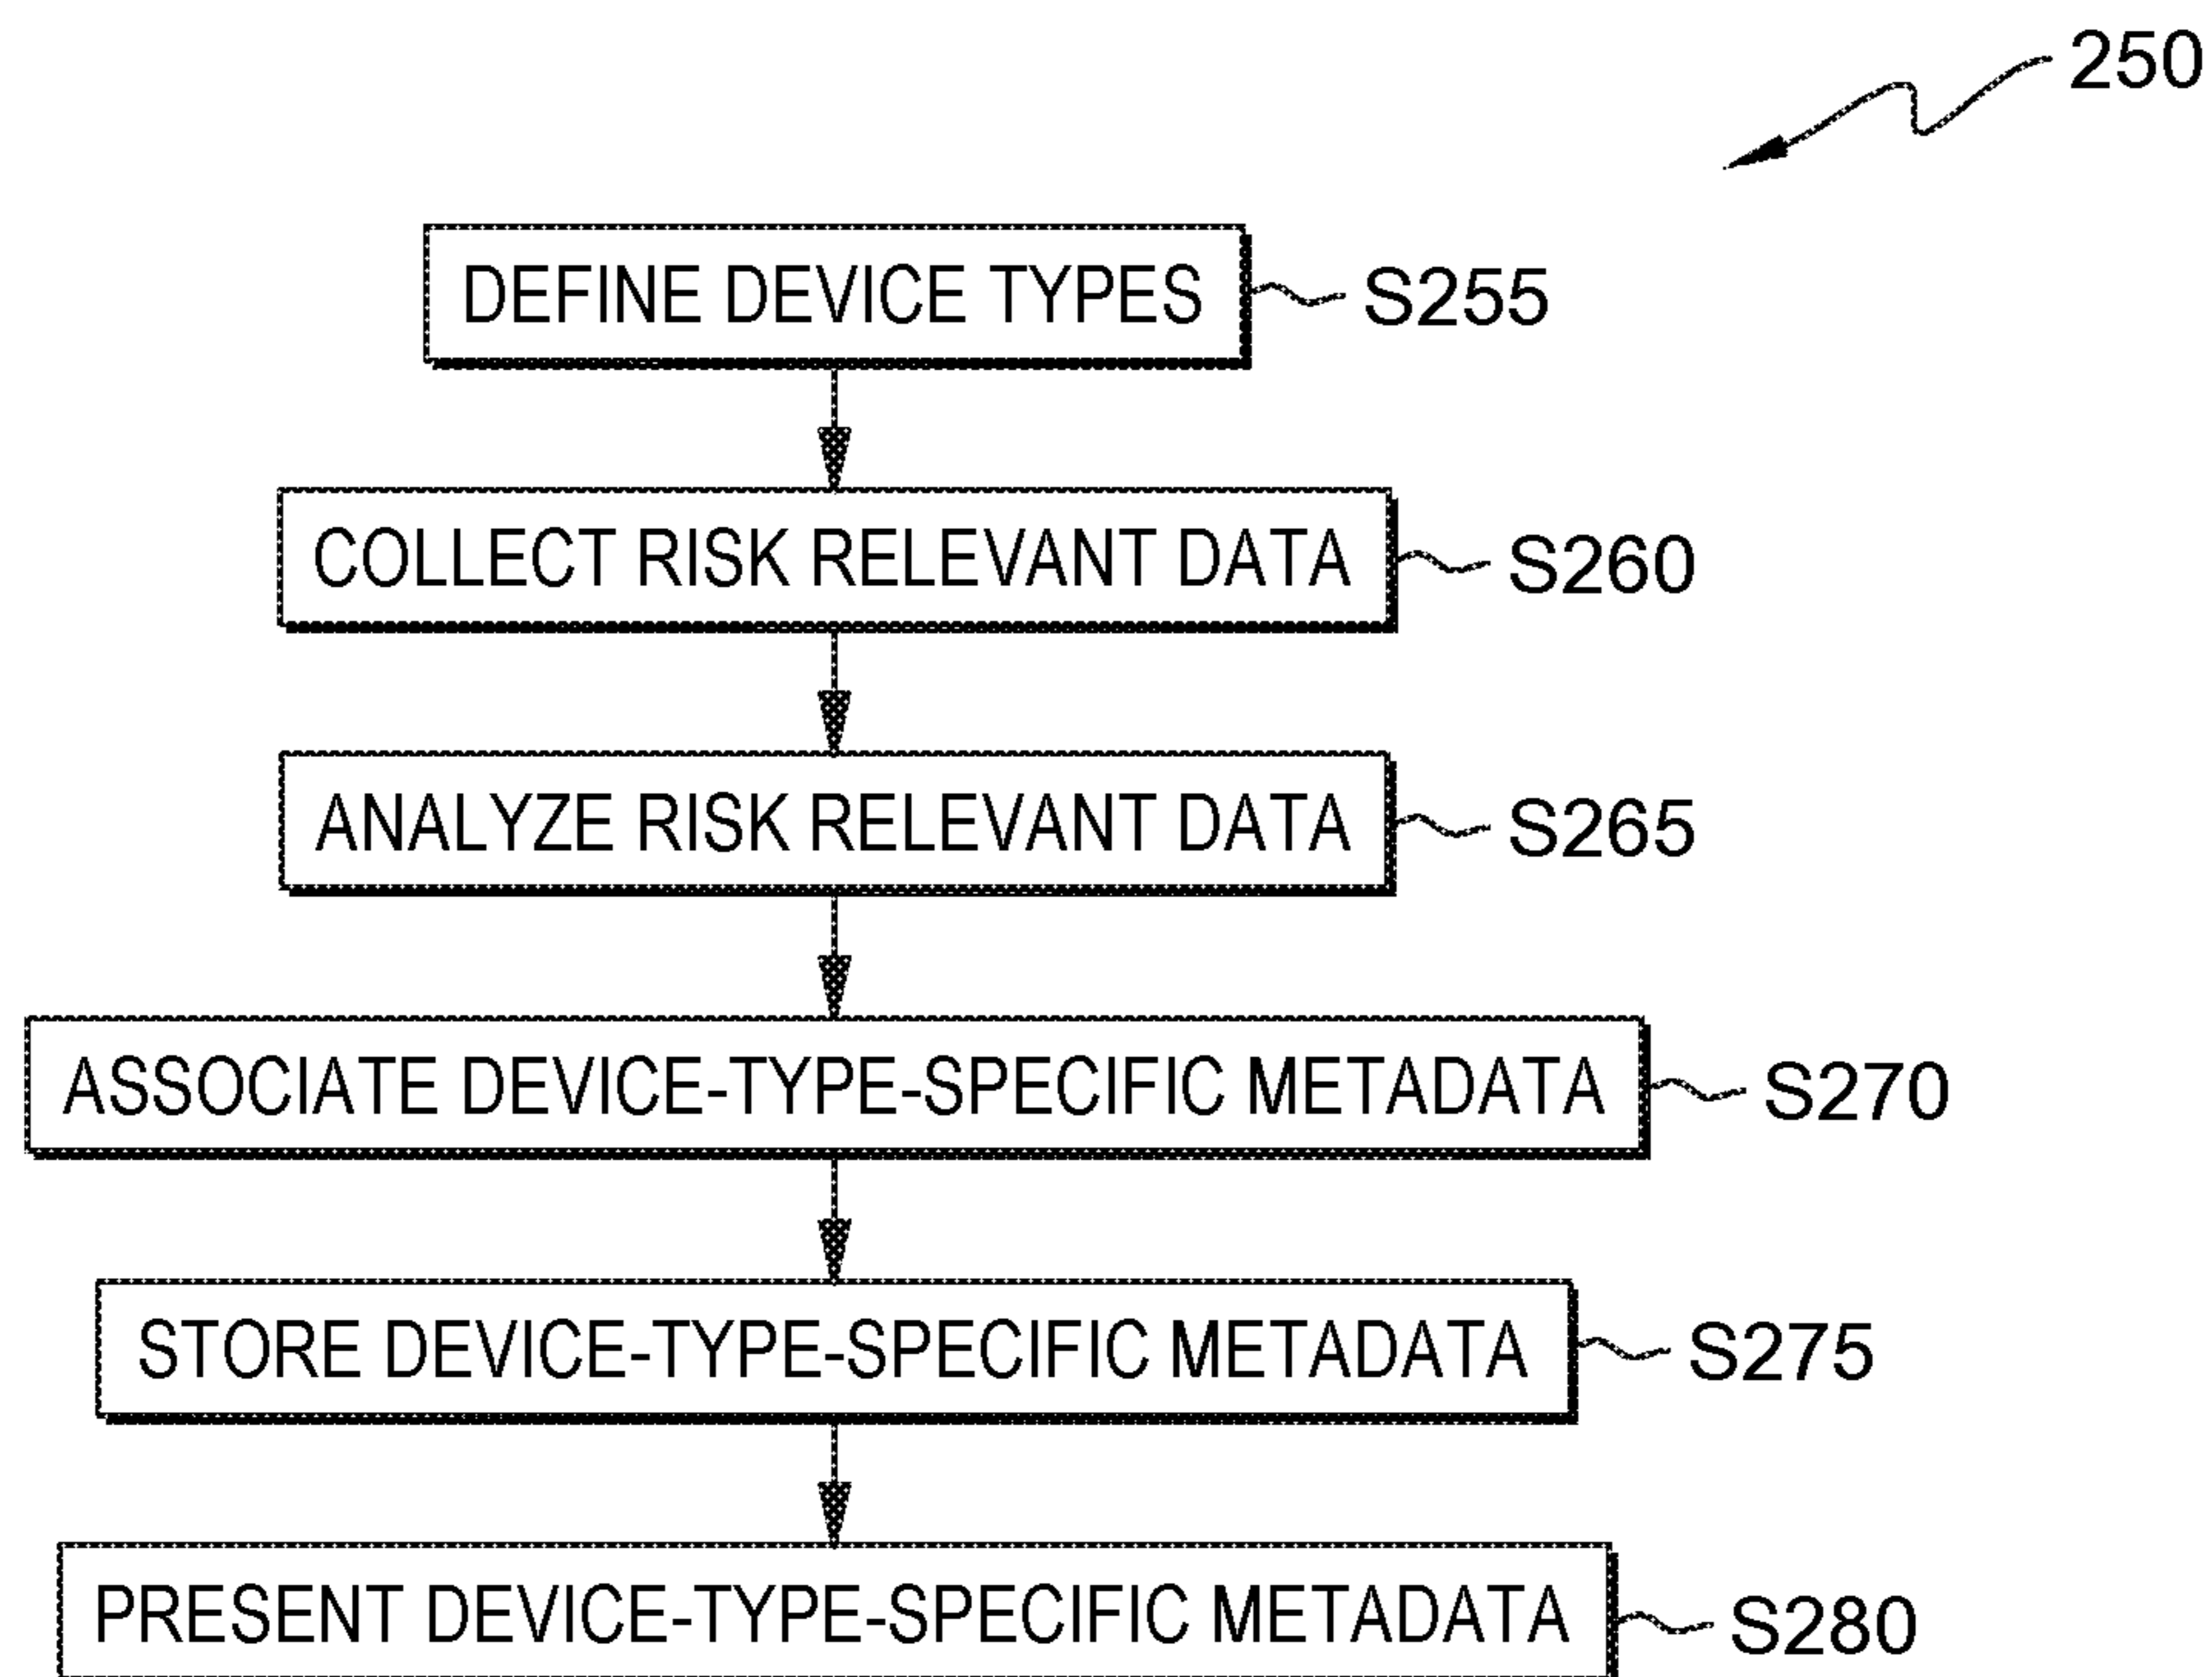 250
DEFINE DEVICE TYPES S255
COLLECT RISK RELEVANT DATA S260
ANALYZE RISK RELEVANT DATA S265
ASSOCIATE DEVICE-TYPE-SPECIFIC METADATA S270
STORE DEVICE-TYPE-SPECIFIC METADATA S275
PRESENT DEVICE-TYPE-SPECIFIC METADATA S280